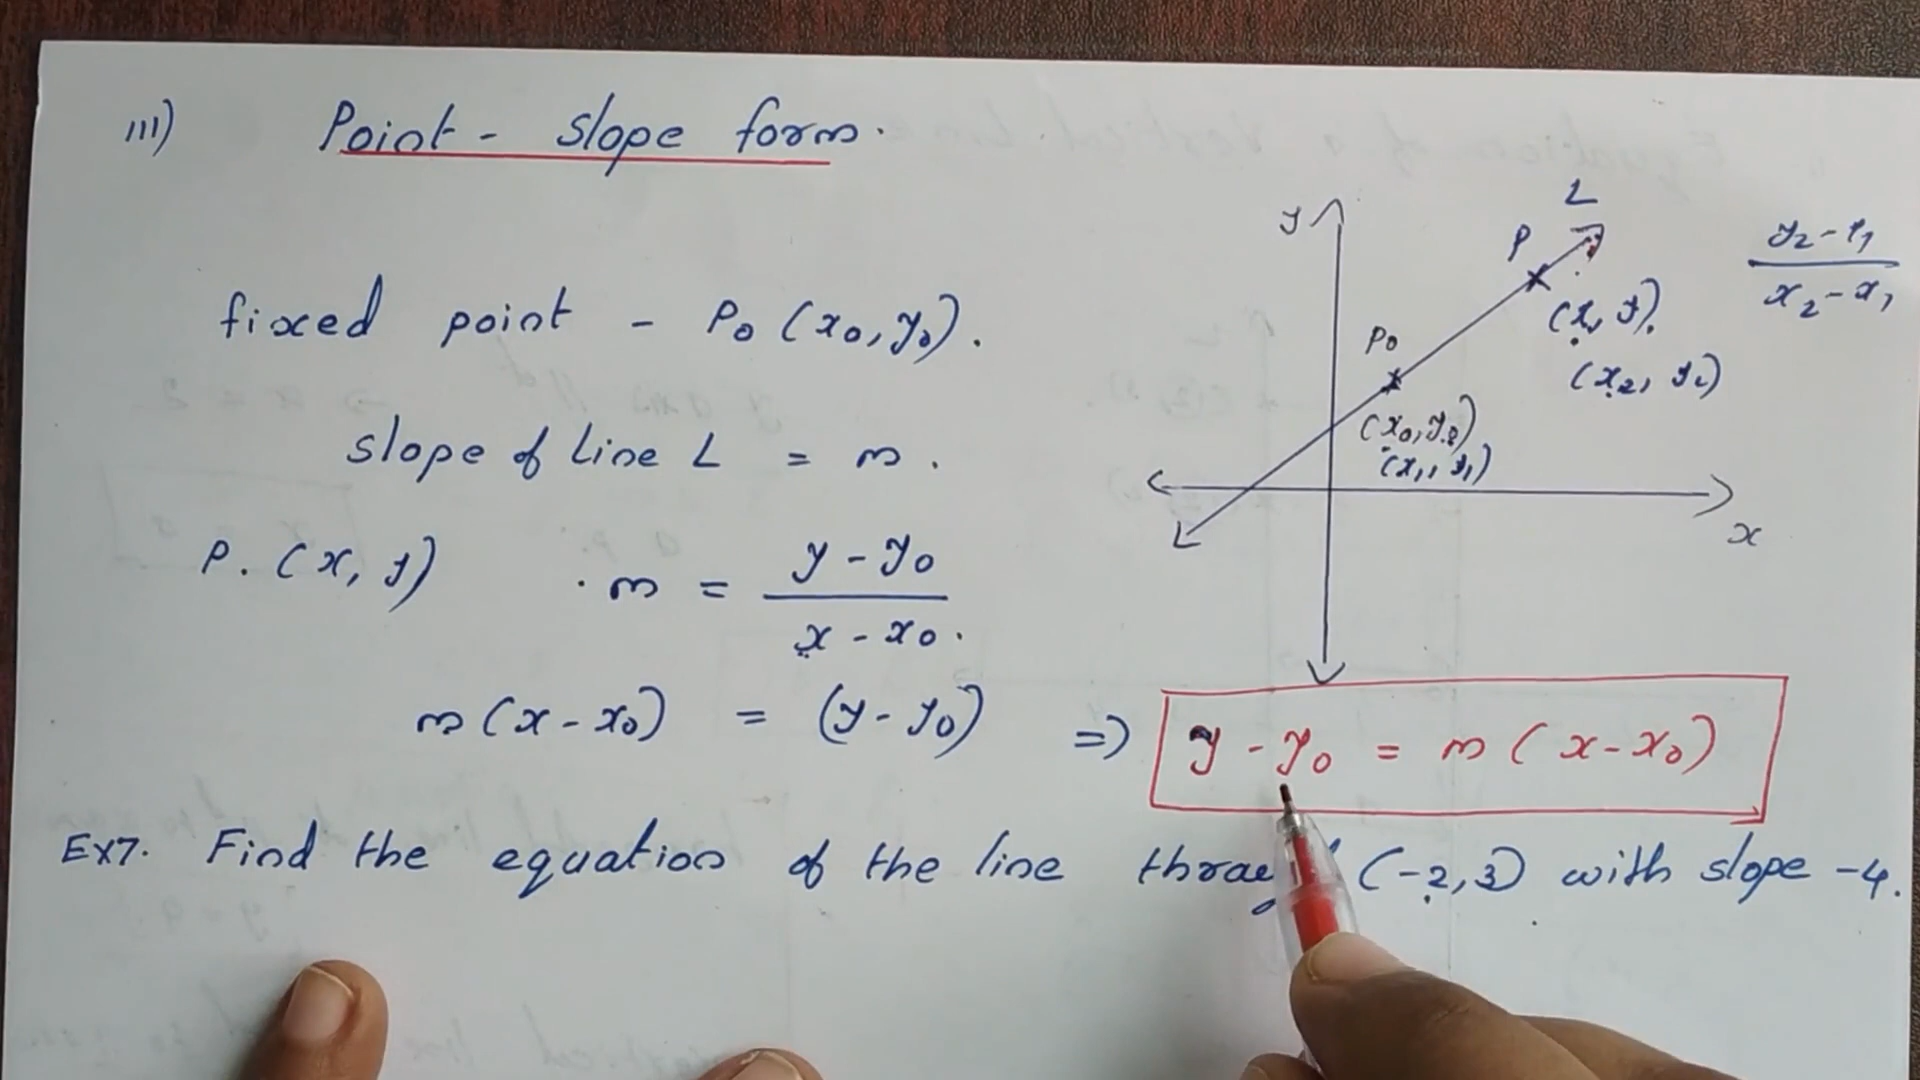 III) Point - slope form.
fixed point - P0 (x0, y0).
slope of Line L = m.
P. (x, y) m = (y - y0) / (x - x0).
m (x - x0) = (y - y0) => y - y0 = m (x - x0)
Ex7. Find the equation of the line (-2, 3) with slope -4.
y
L
P
(x, y).
(x2, y2)
P0
(x0, y0)
(x1, y1)
x
(y2 - y1) / (x2 - x1)